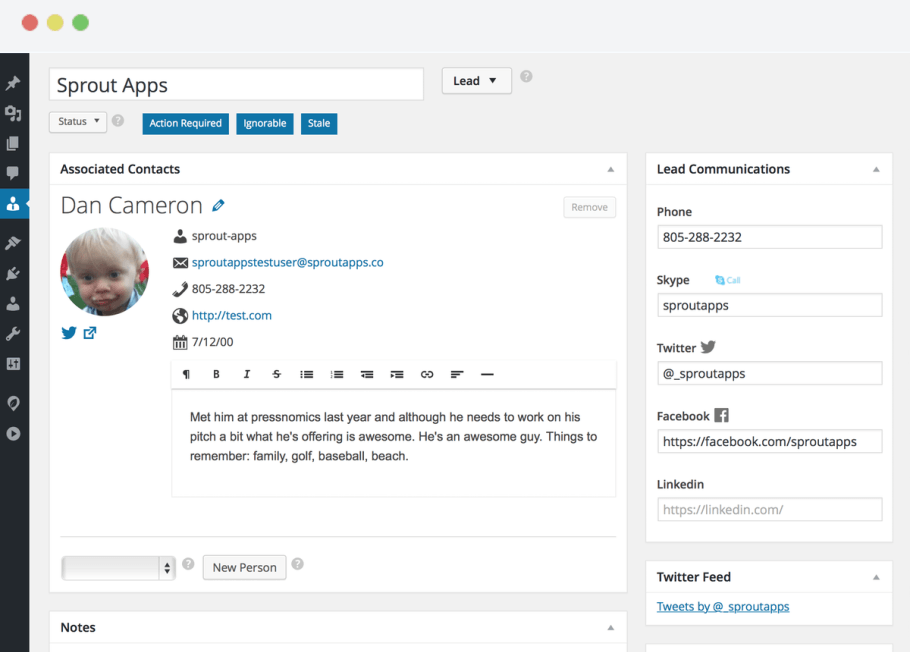 Sprout Apps
Lead
?
Status
?
Action Required
Ignorable
Stale
Associated Contacts
Dan Cameron
Remove
sprout-apps
sproutappstestuser@sproutapps.co
805-288-2232
http://test.com
7/12/00
¶ B I S
Met him at pressnomics last year and although he needs to work on his
pitch a bit what he's offering is awesome. He's an awesome guy. Things to
remember: family, golf, baseball, beach.
?
New Person
?
Notes
Lead Communications
Phone
805-288-2232
Skype
Call
sproutapps
Twitter
@_sproutapps
Facebook
https://facebook.com/sproutapps
Linkedin
https://linkedin.com/
Twitter Feed
Tweets by @_sproutapps